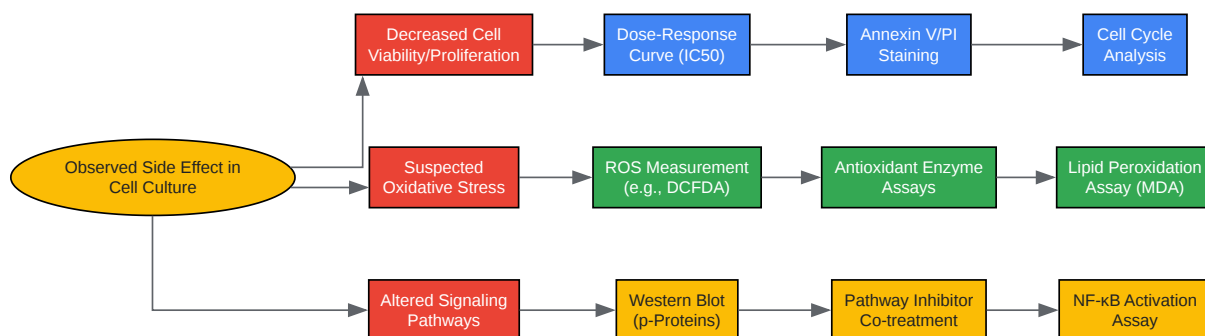 Decreased Cell
Viability/Proliferation
Dose-Response
Curve (IC50)
Annexin V/PI
Staining
Cell Cycle
Analysis
Observed Side Effect in
Cell Culture
Suspected
Oxidative Stress
ROS Measurement
(e.g., DCFDA)
Antioxidant Enzyme
Assays
Lipid Peroxidation
Assay (MDA)
Altered Signaling
Pathways
Western Blot
(p-Proteins)
Pathway Inhibitor
Co-treatment
NF-κB Activation
Assay